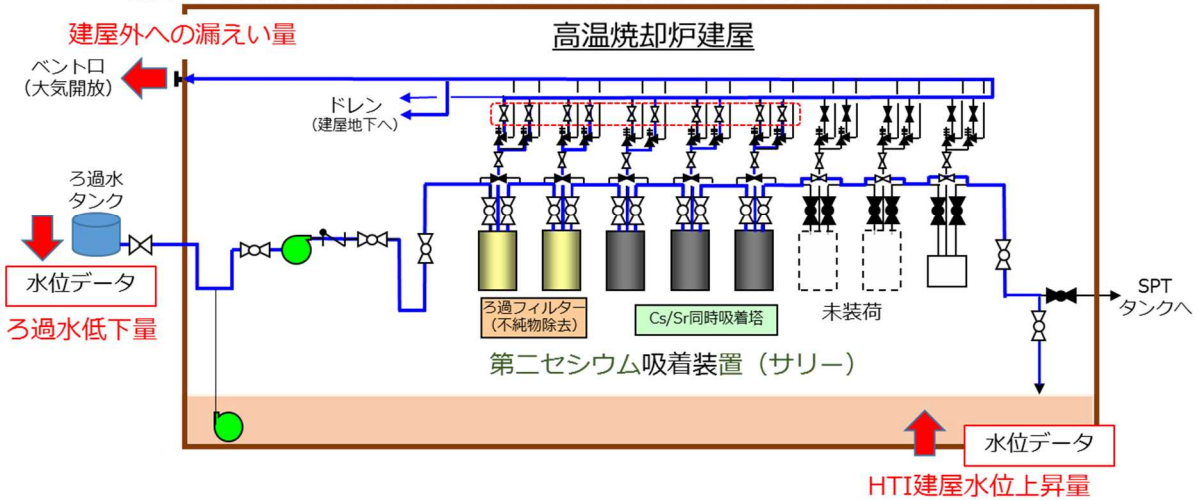 建屋外への漏えい量
高温焼却炉建屋
ベント口
（大気開放）
ドレン
（建屋地下へ）
ろ過水
タンク
水位データ
ろ過水低下量
ろ過フィルター
（不純物除去）
Cs/Sr同時吸着塔
未装荷
SPT
タンクへ
第二セシウム吸着装置（サリー）
水位データ
HTI建屋水位上昇量